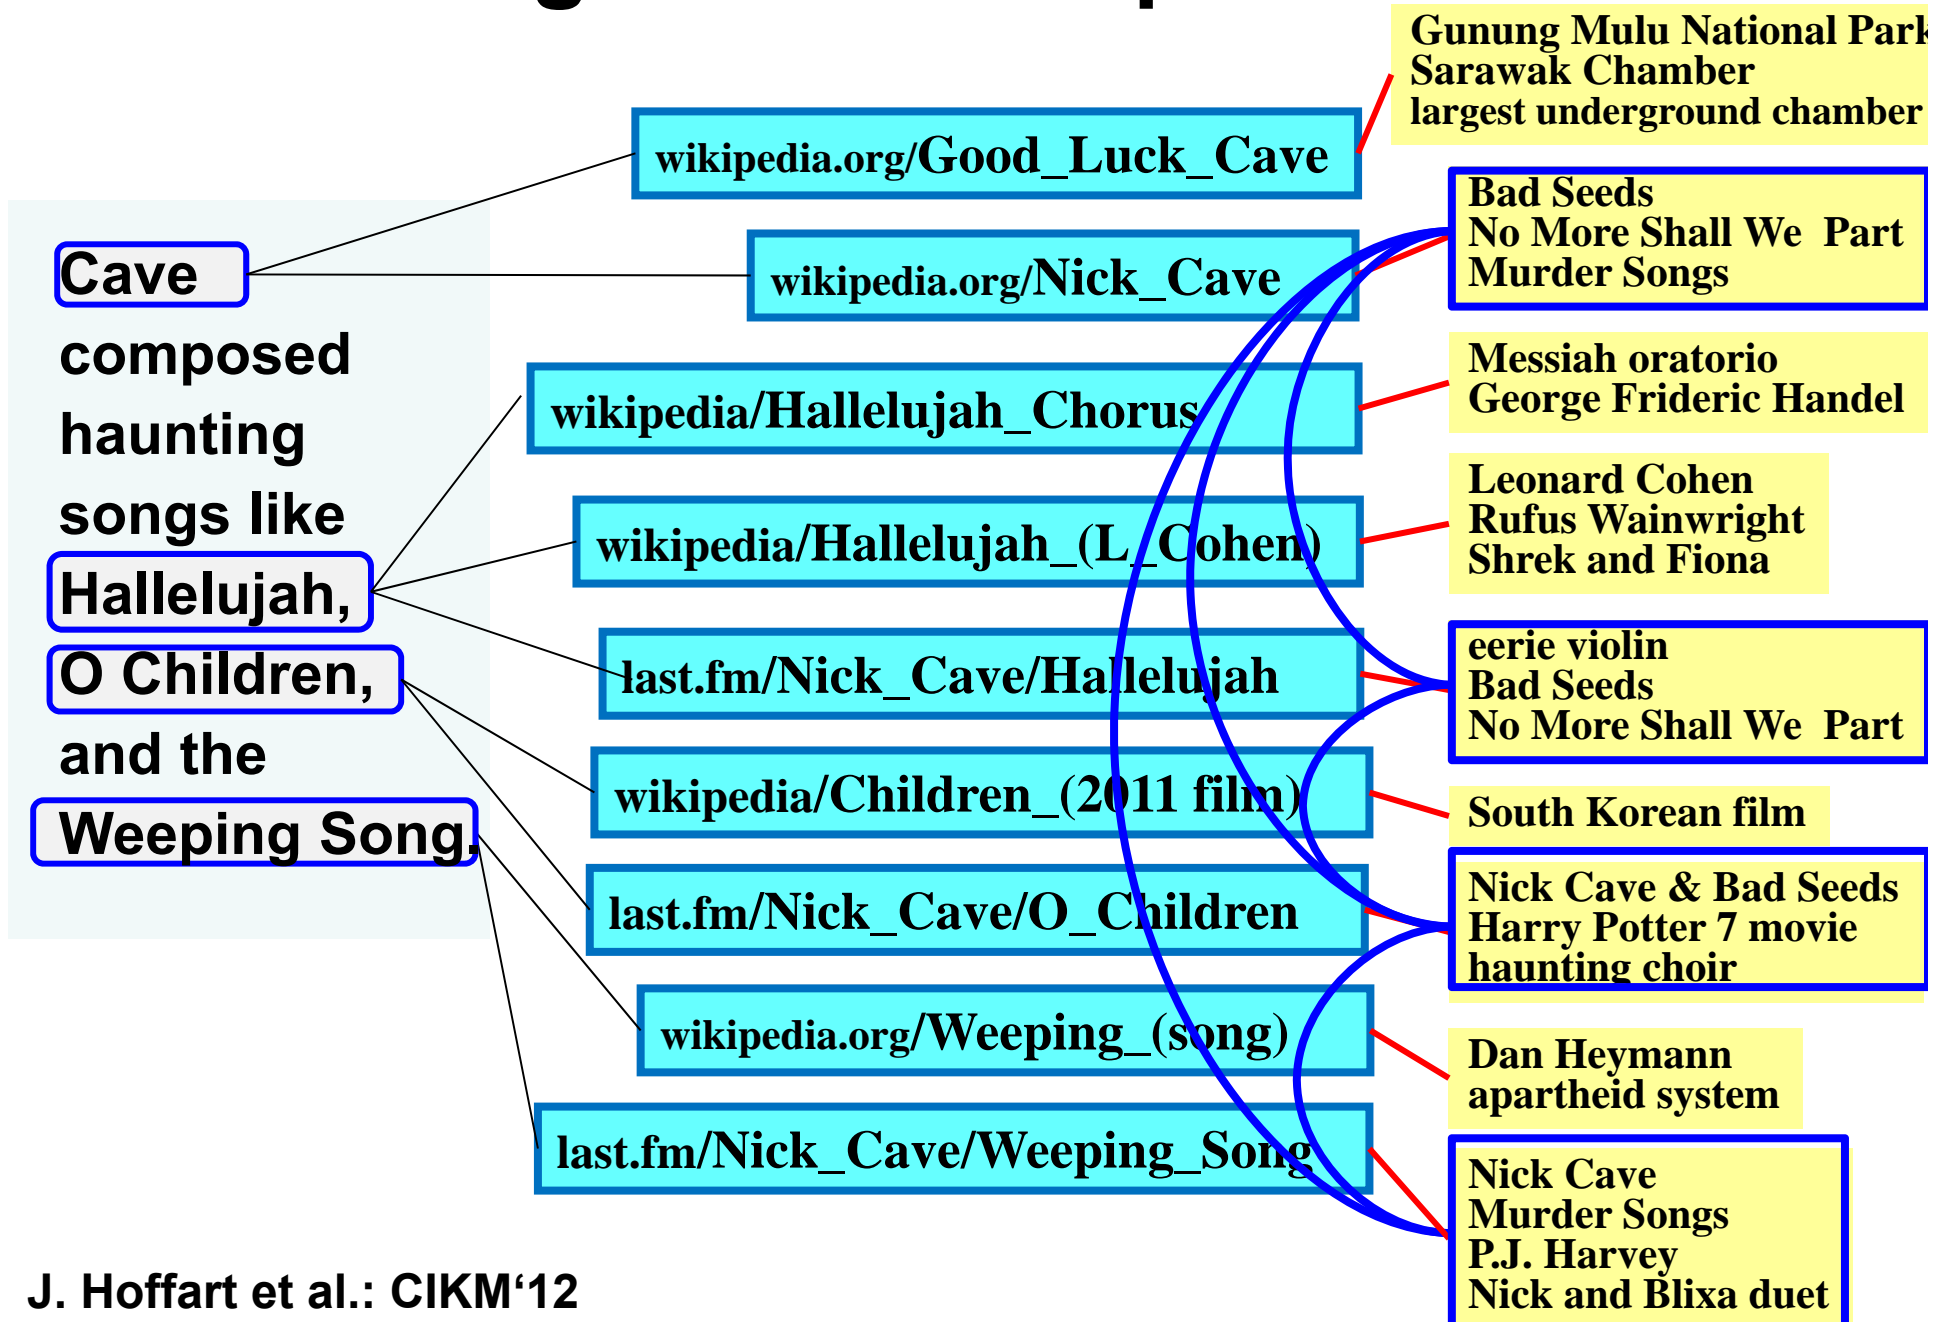 Cave
composed
haunting
songs like
Hallelujah,
O Children,
and the
Weeping Song.
wikipedia.org/Good_Luck_Cave
wikipedia.org/Nick_Cave
wikipedia/Hallelujah_Chorus
wikipedia/Hallelujah_(L_Cohen)
last.fm/Nick_Cave/Hallelujah
wikipedia/Children_(2011 film)
last.fm/Nick_Cave/O_Children
wikipedia.org/Weeping_(song)
last.fm/Nick_Cave/Weeping_Song
Gunung Mulu National Park
Sarawak Chamber
largest underground chamber
Bad Seeds
No More Shall We Part
Murder Songs
Messiah oratorio
George Frideric Handel
Leonard Cohen
Rufus Wainwright
Shrek and Fiona
eerie violin
Bad Seeds
No More Shall We Part
South Korean film
Nick Cave & Bad Seeds
Harry Potter 7 movie
haunting choir
Dan Heymann
apartheid system
Nick Cave
Murder Songs
P.J. Harvey
Nick and Blixa duet
J. Hoffart et al.: CIKM‘12